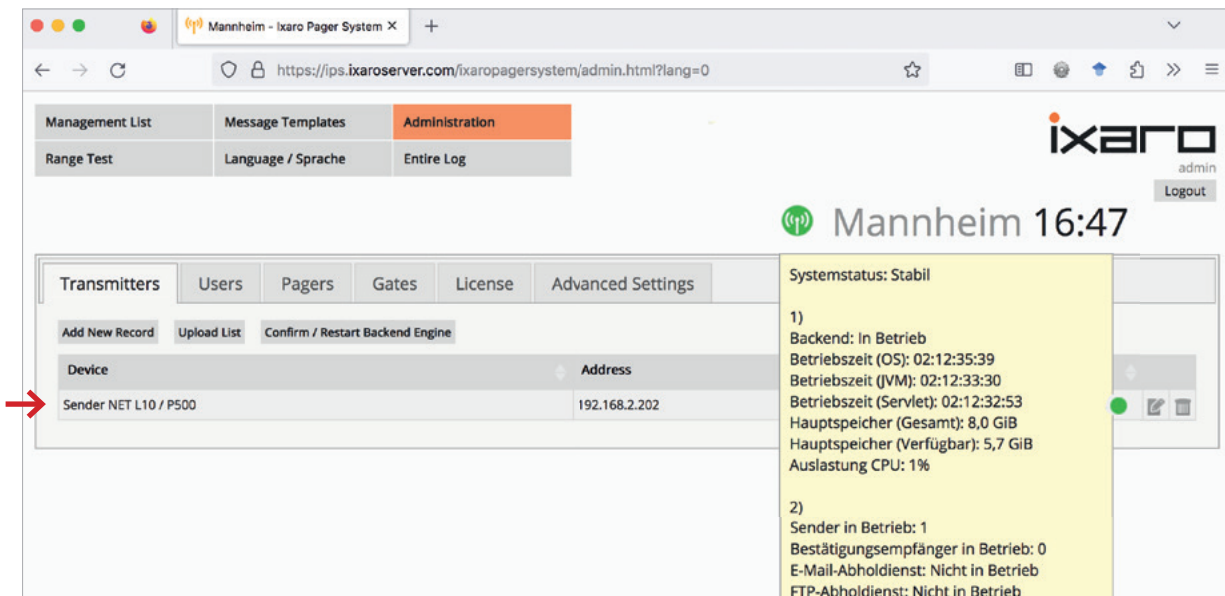 Mannheim - Ixaro Pager System
https://ips.ixaroserver.com/ixaropagersystem/admin.html?lang=0
Management List Message Templates Administration
Range Test Language / Sprache Entire Log
ixaro
admin
Logout
Mannheim 16:47
Transmitters Users Pagers Gates License Advanced Settings
Add New Record Upload List Confirm / Restart Backend Engine
Device Address
Sender NET L10 / P500 192.168.2.202
Systemstatus: Stabil
1)
Backend: In Betrieb
Betriebszeit (OS): 02:12:35:39
Betriebszeit (JVM): 02:12:33:30
Betriebszeit (Servlet): 02:12:32:53
Hauptspeicher (Gesamt): 8,0 GiB
Hauptspeicher (Verfügbar): 5,7 GiB
Auslastung CPU: 1%
2)
Sender in Betrieb: 1
Bestätigungsempfänger in Betrieb: 0
E-Mail-Abholdienst: Nicht in Betrieb
FTP-Abholdienst: Nicht in Betrieb